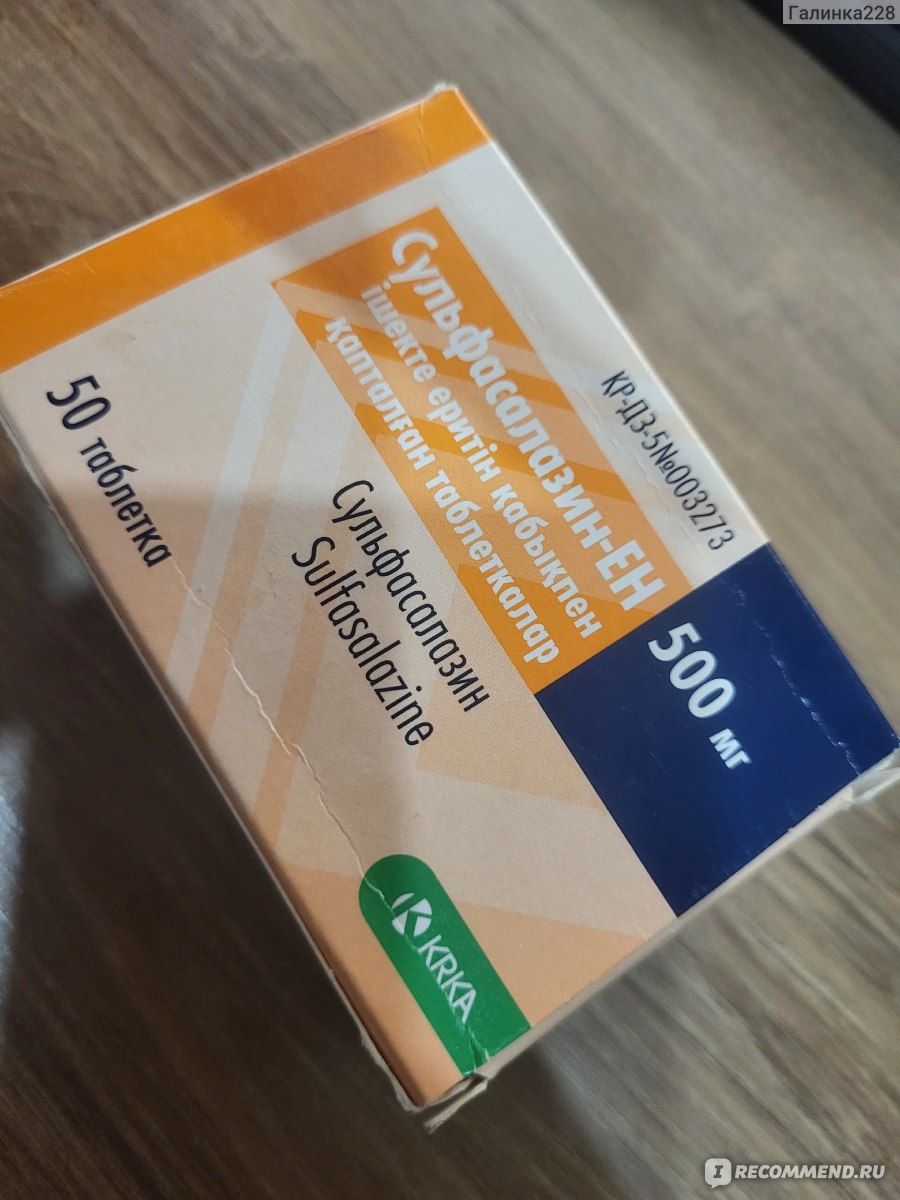 Галинка228
КР-ДЗ-5№003273
Сульфасалазин-ЕН
ішекте еритін қабықпен
қапталған таблеткалар
500 мг
Сульфасалазин
Sulfasalazine
50 таблетка
KRKA
IRECOMMEND.RU